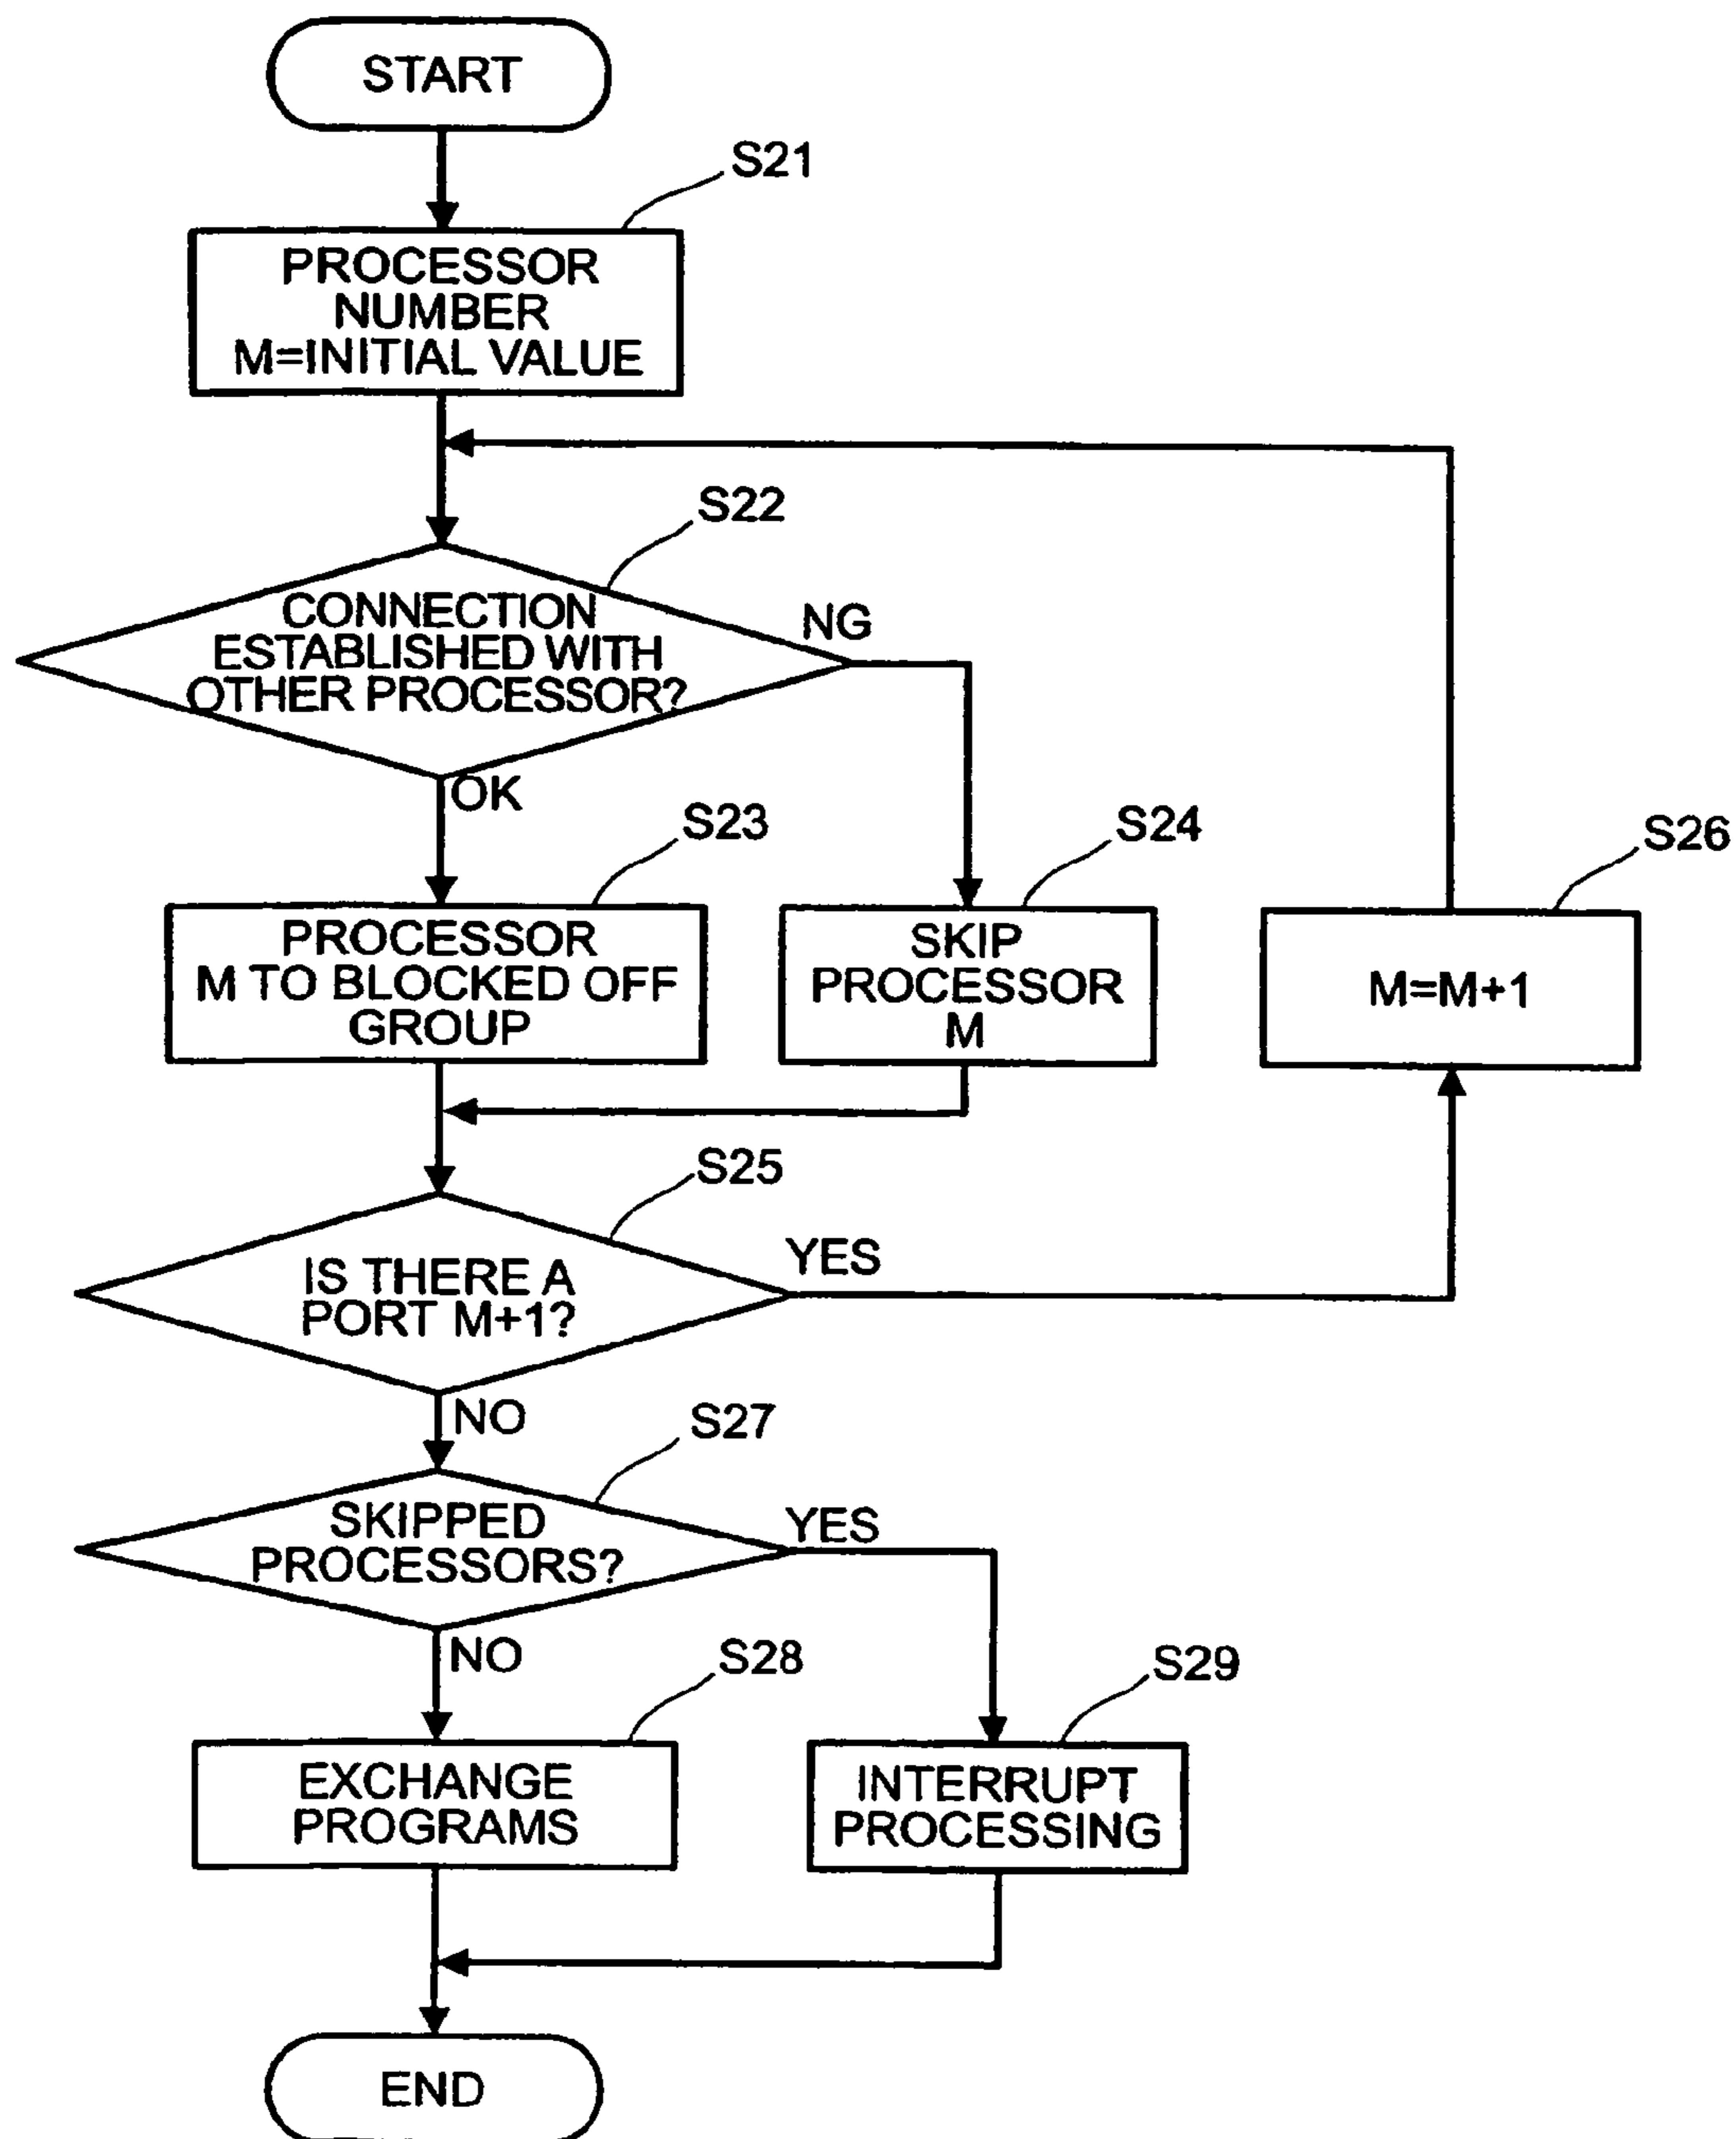 START
S21
PROCESSOR
NUMBER
M=INITIAL VALUE
S22
CONNECTION
ESTABLISHED WITH
OTHER PROCESSOR?
NG
OK
S23
S24
S26
PROCESSOR
M TO BLOCKED OFF
GROUP
SKIP
PROCESSOR
M
M=M+1
S25
IS THERE A
PORT M+1?
YES
NO
S27
SKIPPED
PROCESSORS?
YES
NO
S28
S29
EXCHANGE
PROGRAMS
INTERRUPT
PROCESSING
END